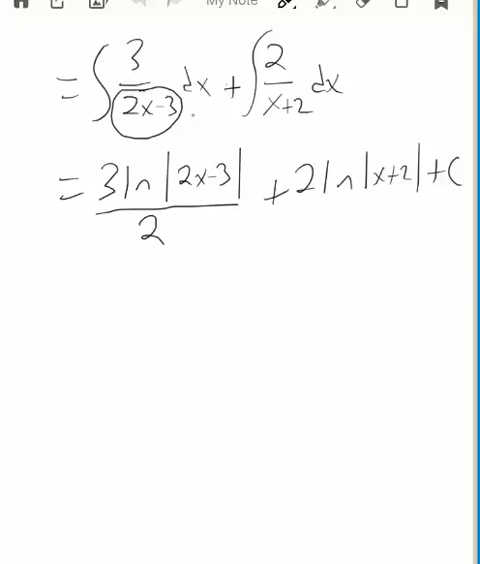 My Note
= ∫ 3/(2x-3) dx + ∫ 2/(x+2) dx
= 3ln|2x-3|/2 + 2ln|x+2| + C